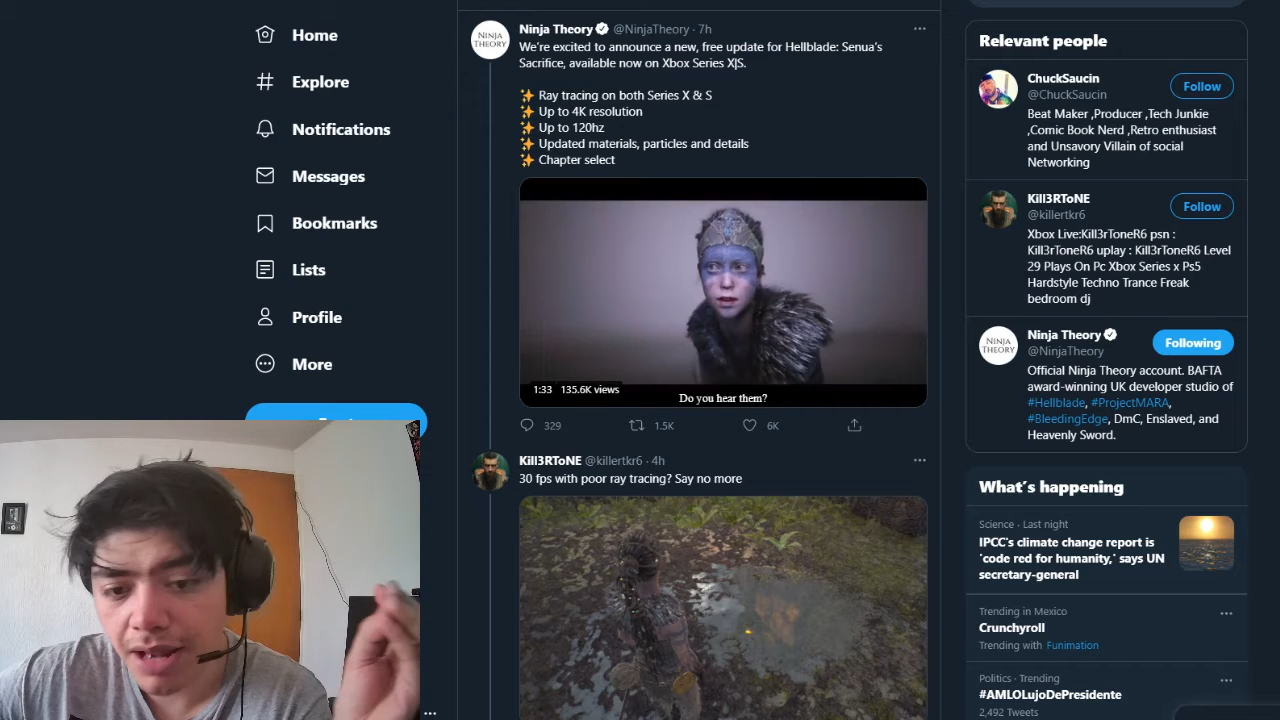 Home
Explore
Notifications
Messages
Bookmarks
Lists
Profile
More
NINJA
THEORY
Ninja Theory @NinjaTheory · 7h
We're excited to announce a new, free update for Hellblade: Senua's
Sacrifice, available now on Xbox Series X|S.
✨ Ray tracing on both Series X & S
✨ Up to 4K resolution
✨ Up to 120hz
✨ Updated materials, particles and details
✨ Chapter select
1:33 135.6K views
Do you hear them?
329 1.5K 6K
Kill3RToNE @killertkr6 · 4h
30 fps with poor ray tracing? Say no more
Relevant people
ChuckSaucin
@ChuckSaucin
Follow
Beat Maker ,Producer ,Tech Junkie
,Comic Book Nerd ,Retro enthusiast
and Unsavory Villain of social
Networking
Kill3RToNE
@killertkr6
Follow
Xbox Live:Kill3rToneR6 psn :
Kill3rToneR6 uplay : Kill3rToneR6 Level
29 Plays On Pc Xbox Series x Ps5
Hardstyle Techno Trance Freak
bedroom dj
NINJA
THEORY
Ninja Theory
@NinjaTheory
Following
Official Ninja Theory account. BAFTA
award-winning UK developer studio of
#Hellblade, #ProjectMARA,
#BleedingEdge, DmC, Enslaved, and
Heavenly Sword.
What's happening
Science · Last night
IPCC's climate change report is
'code red for humanity,' says UN
secretary-general
Trending in Mexico
Crunchyroll
Trending with Funimation
Politics · Trending
#AMLOLujoDePresidente
2,492 Tweets